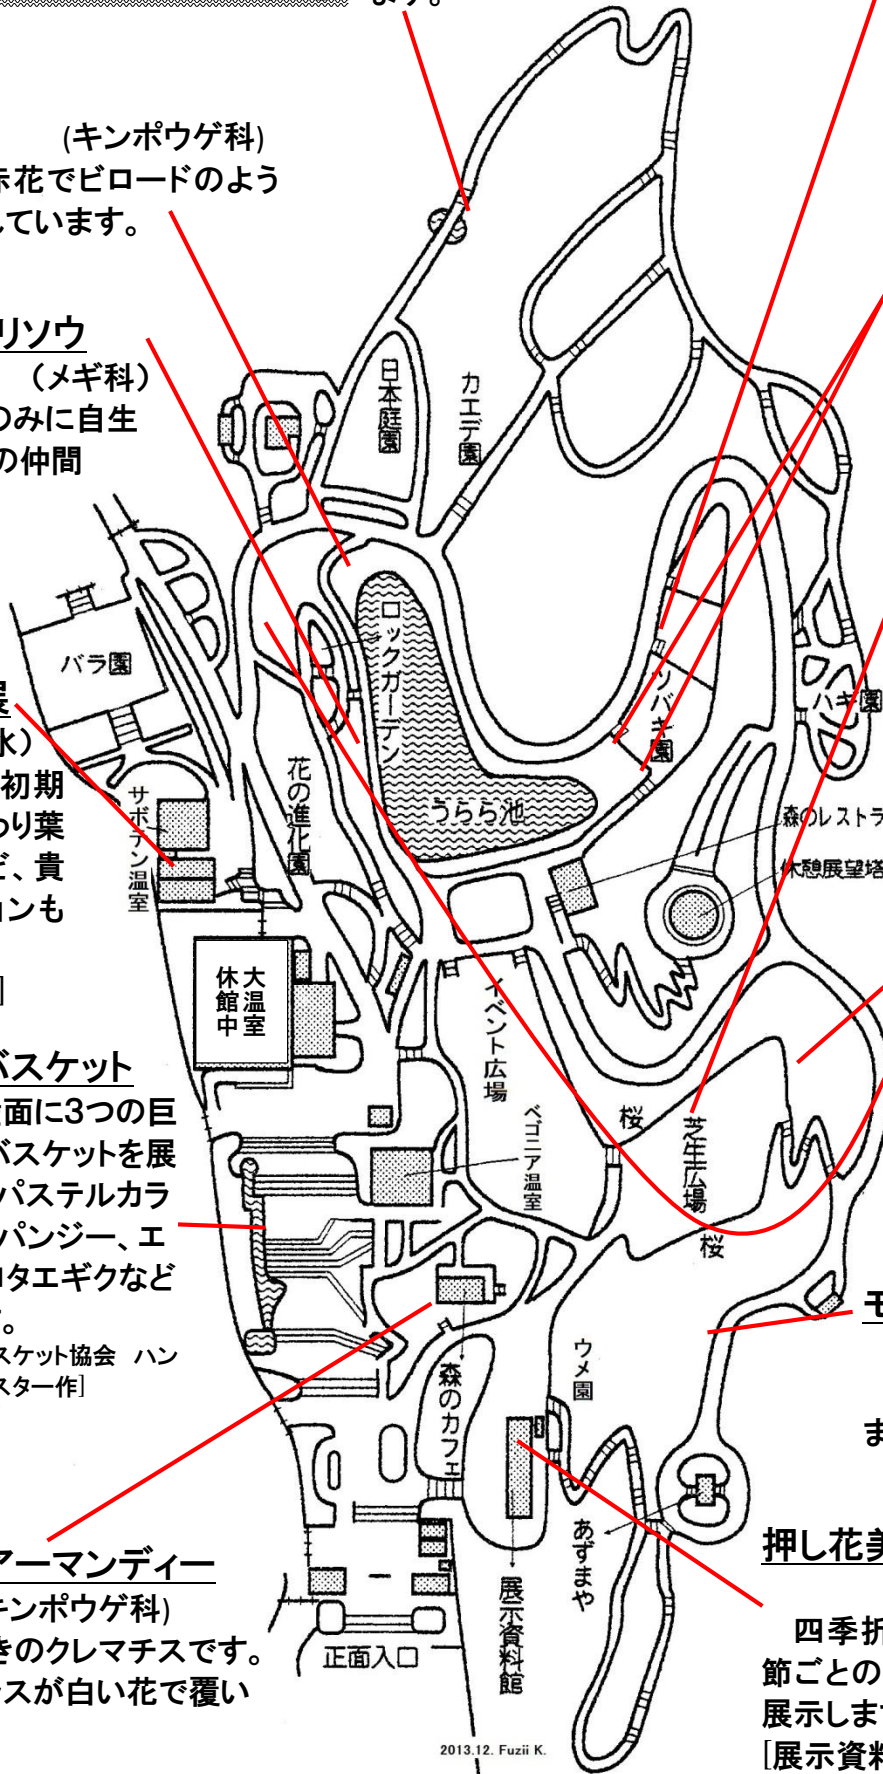 ます。
(キンポウゲ科)
赤花でビロードのよう
しています。
リソウ
（メギ科）
のみに自生
の仲間
日本庭園
カエデ園
バラ園
ロックガーデン
ツバキ園
ハギ園
展
水）
初期
わり葉
ど、貴
ョンも
]
サボテン温室
花の進化園
うらら池
森のレストラ
休憩展望塔
大温室
休館中
イベント広場
バスケット
壁面に3つの巨
バスケットを展
パステルカラ
パンジー、エ
ロタエギクなど
。
スケット協会　ハン
スター作]
ベゴニア温室
桜
芝生広場
桜
モ
ま
ウメ園
森のカフェ
あずまや
展示資料館
アーマンディー
キンポウゲ科)
きのクレマチスです。
ラスが白い花で覆い
正面入口
押し花美
四季折
節ごとの
展示しま
[展示資料
2013.12. Fuzii K.